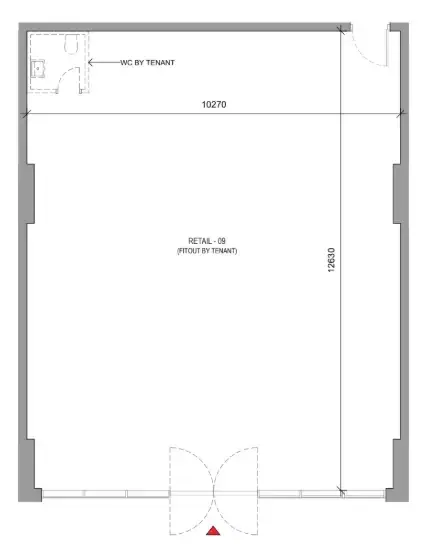 WC BY TENANT
10270
RETAIL - 09
(FITOUT BY TENANT)
12630